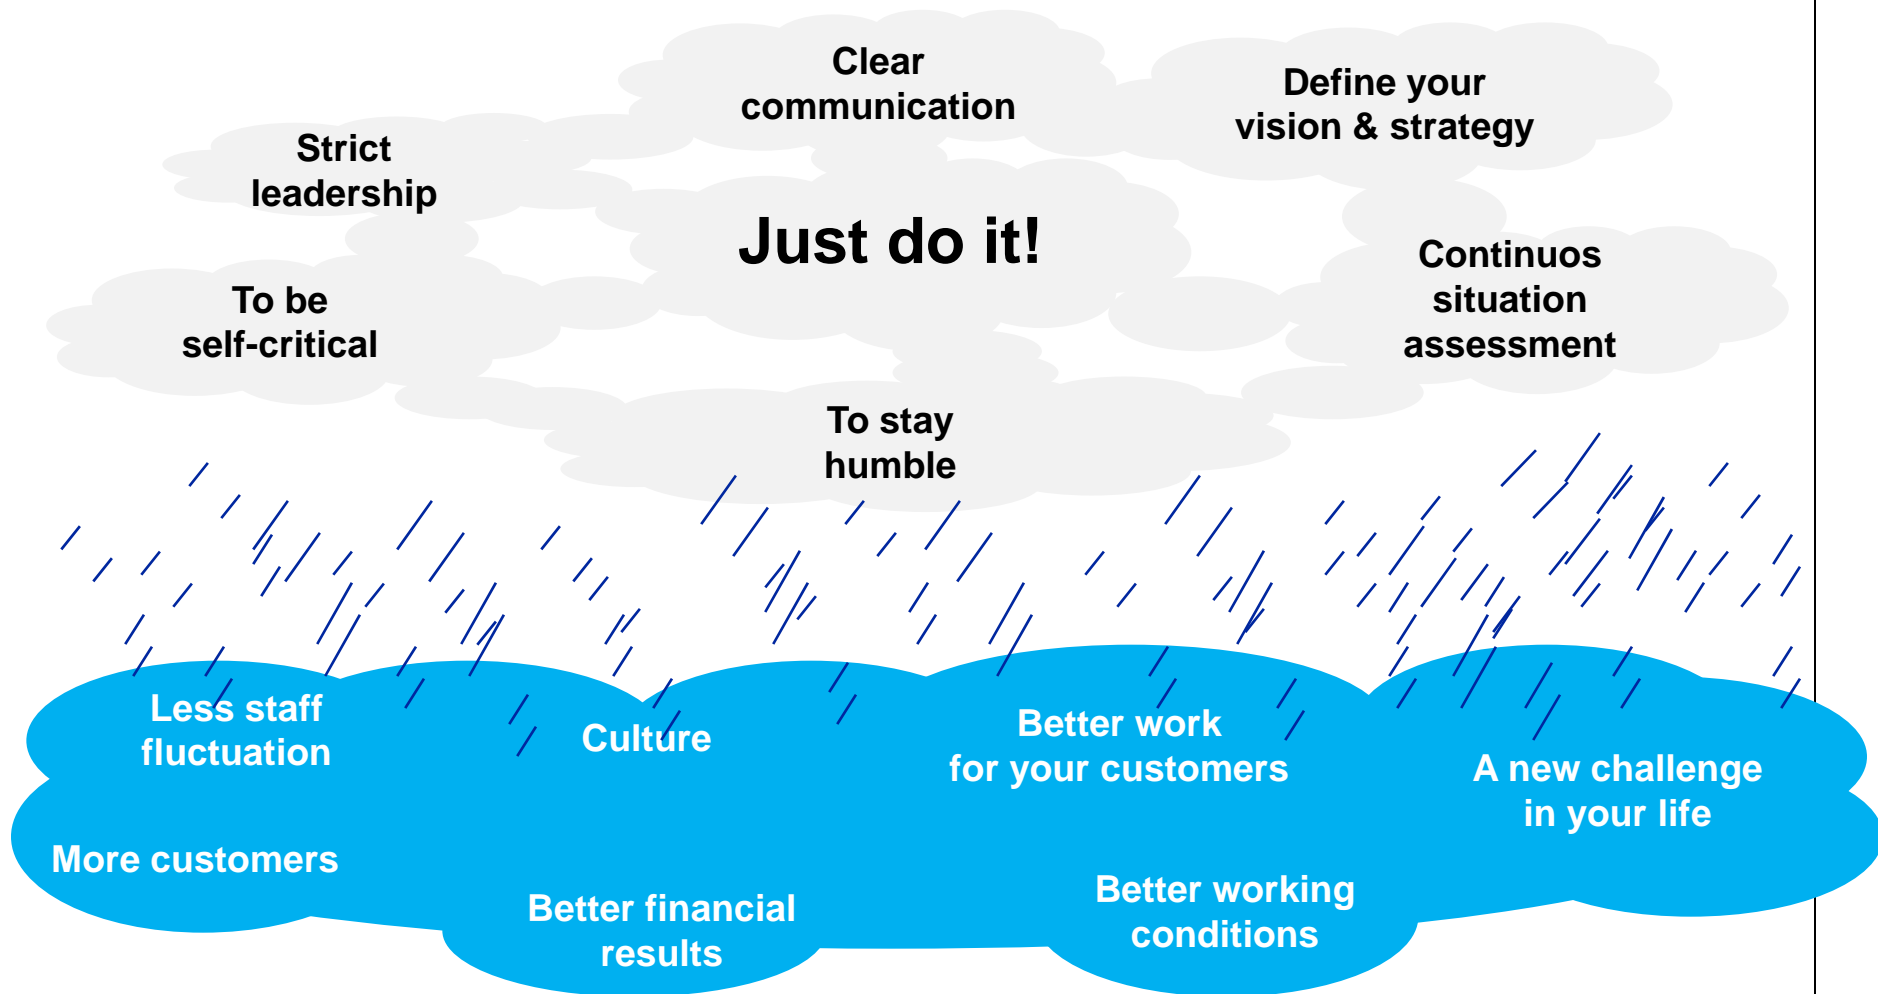 Clear
communication
Define your
vision & strategy
Strict
leadership
Just do it!
Continuos
situation
assessment
To be
self-critical
To stay
humble
Less staff
fluctuation
Culture
Better work
for your customers
A new challenge
in your life
More customers
Better financial
results
Better working
conditions